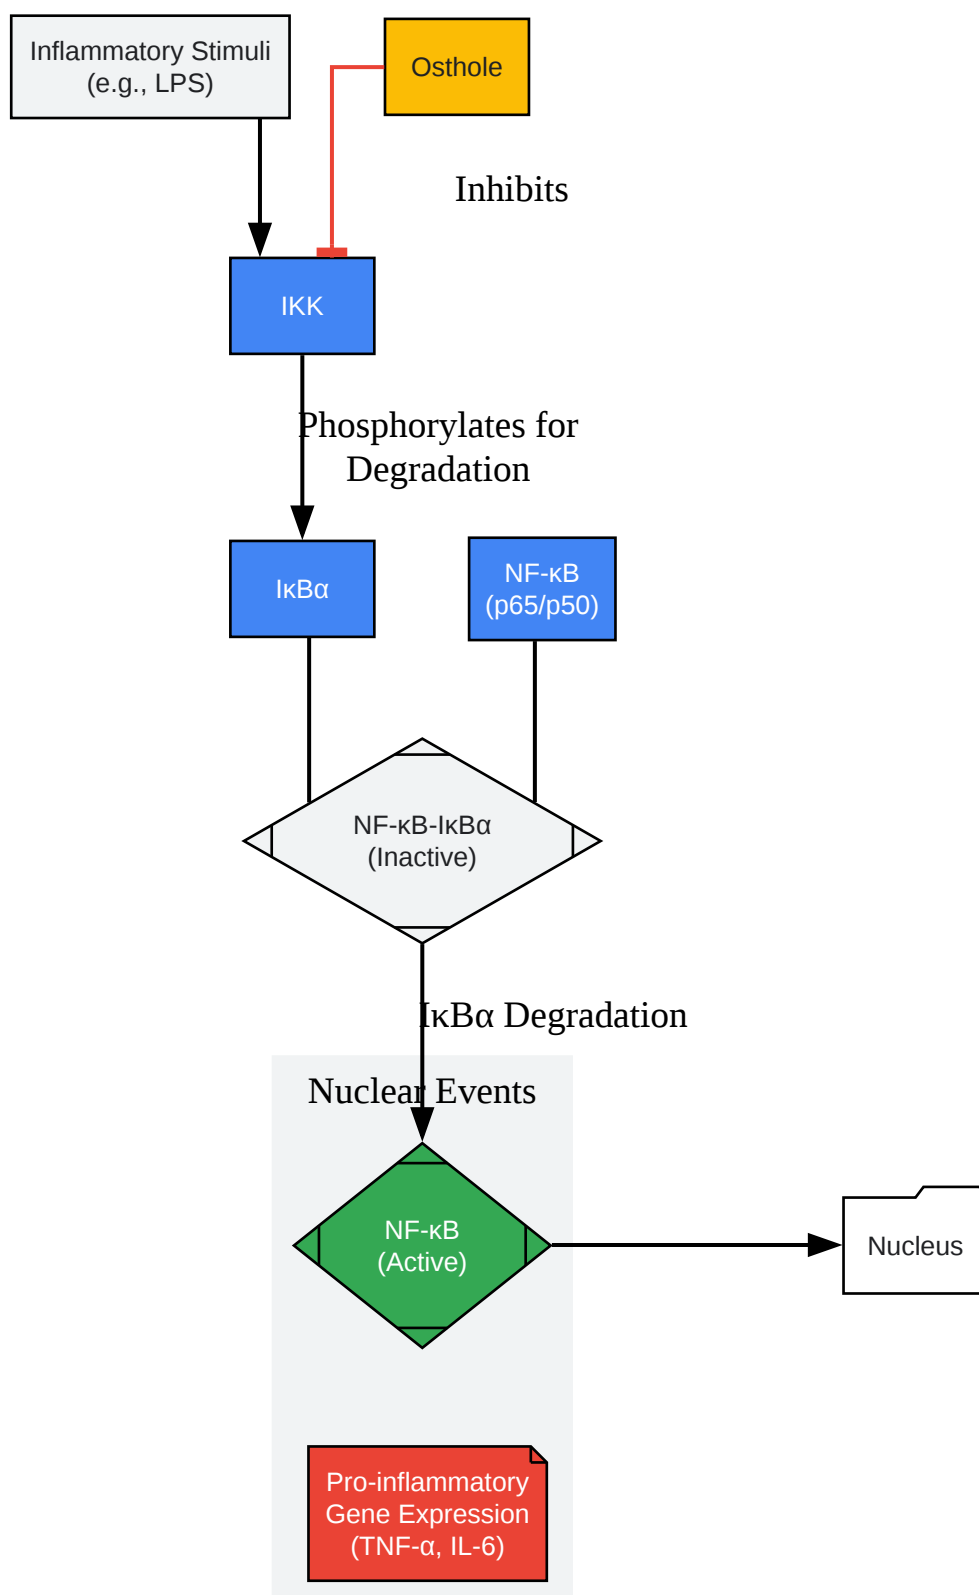 Inflammatory Stimuli
(e.g., LPS)
Osthole
Inhibits
IKK
Phosphorylates for
Degradation
IκBα
NF-κB
(p65/p50)
NF-κB-IκBα
(Inactive)
IκBα Degradation
Nuclear Events
NF-κB
(Active)
Nucleus
Pro-inflammatory
Gene Expression
(TNF-α, IL-6)